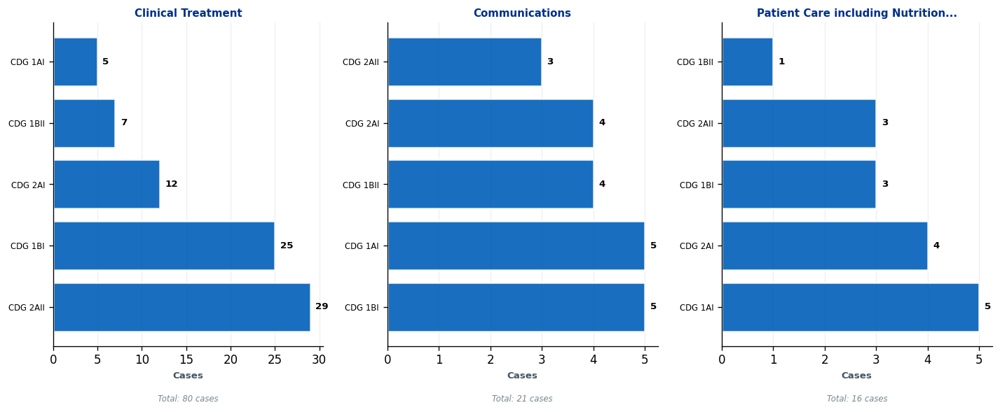 Clinical Treatment
CDG 1AI
5
CDG 1BII
7
CDG 2AI
12
CDG 1BI
25
CDG 2AII
29
0 5 10 15 20 25 30
Cases
Total: 80 cases
Communications
CDG 2AII
3
CDG 2AI
4
CDG 1BII
4
CDG 1AI
5
CDG 1BI
5
0 1 2 3 4 5
Cases
Total: 21 cases
Patient Care including Nutrition...
CDG 1BII
1
CDG 2AII
3
CDG 1BI
3
CDG 2AI
4
CDG 1AI
5
0 1 2 3 4 5
Cases
Total: 16 cases